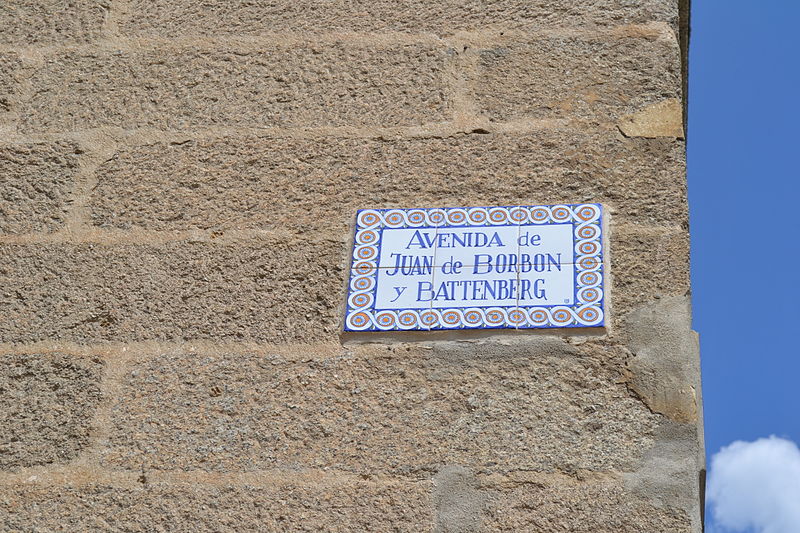 AVENIDA de
JUAN de BORBON
y BATTENBERG